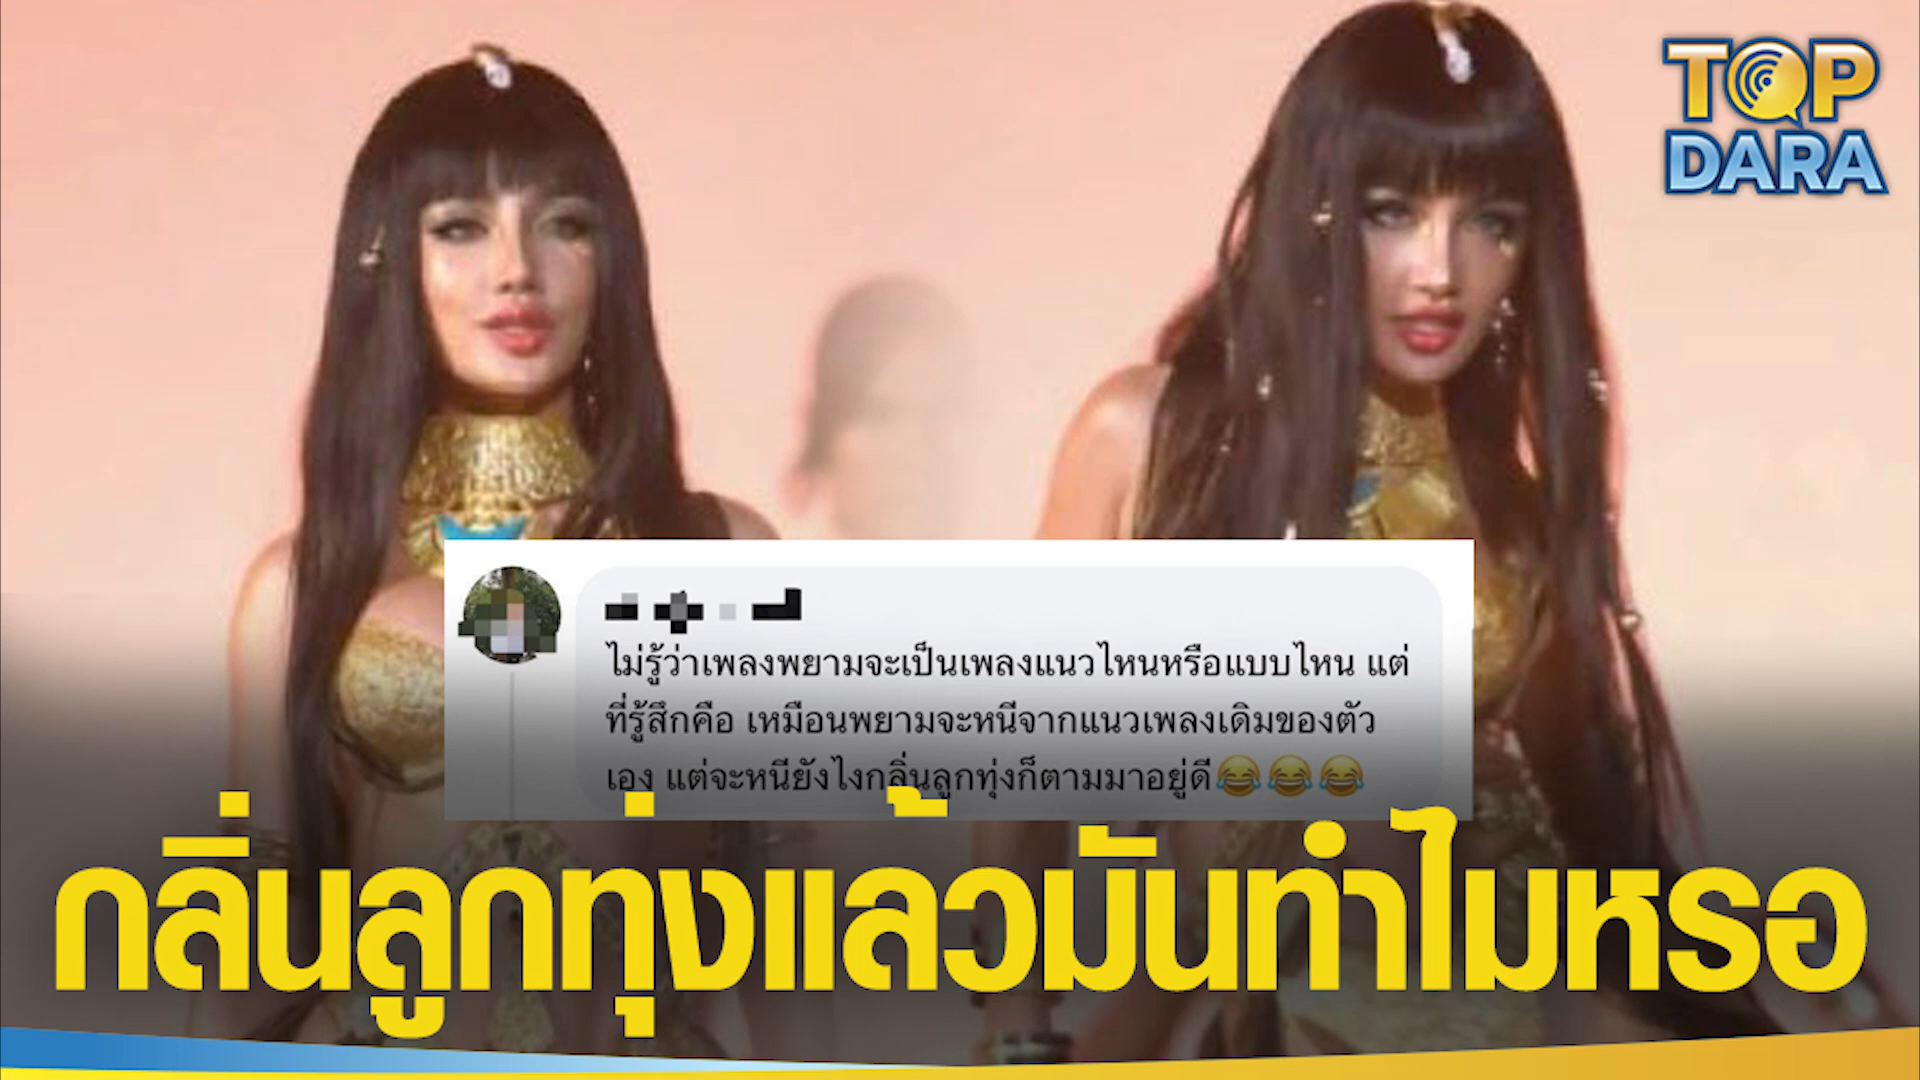 TOP
DARA
ไม่รู้ว่าเพลงพยามจะเป็นเพลงแนวไหนหรือแบบไหน แต่
ที่รู้สึกคือ เหมือนพยามจะหนีจากแนวเพลงเดิมของตัว
เอง แต่จะหนียังไงกลิ่นลูกทุ่งก็ตามมาอยู่ดี😂😂😂
กลิ่นลูกทุ่งแล้วมันทำไมหรอ